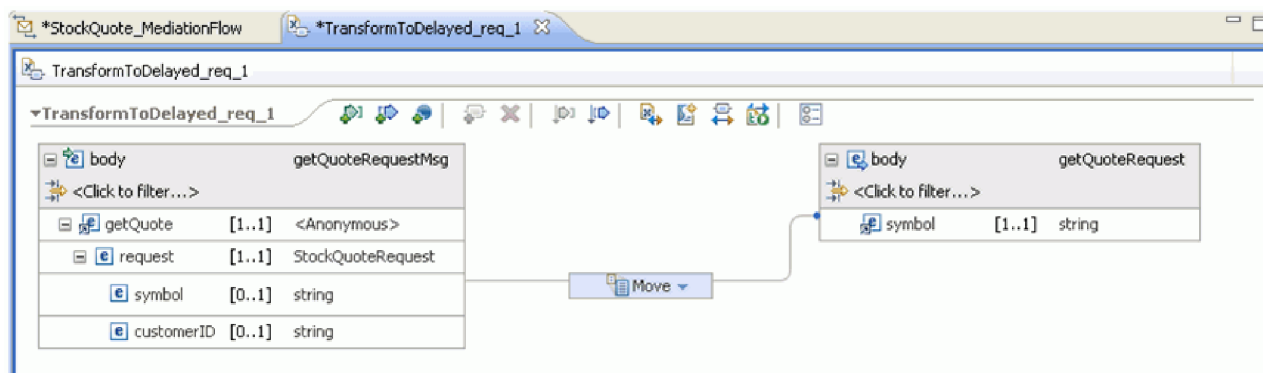 *StockQuote_MediationFlow *TransformToDelayed_req_1
TransformToDelayed_req_1
TransformToDelayed_req_1
body getQuoteRequestMsg
<Click to filter...>
getQuote [1..1] <Anonymous>
request [1..1] StockQuoteRequest
symbol [0..1] string
customerID [0..1] string
Move
body getQuoteRequest
<Click to filter...>
symbol [1..1] string